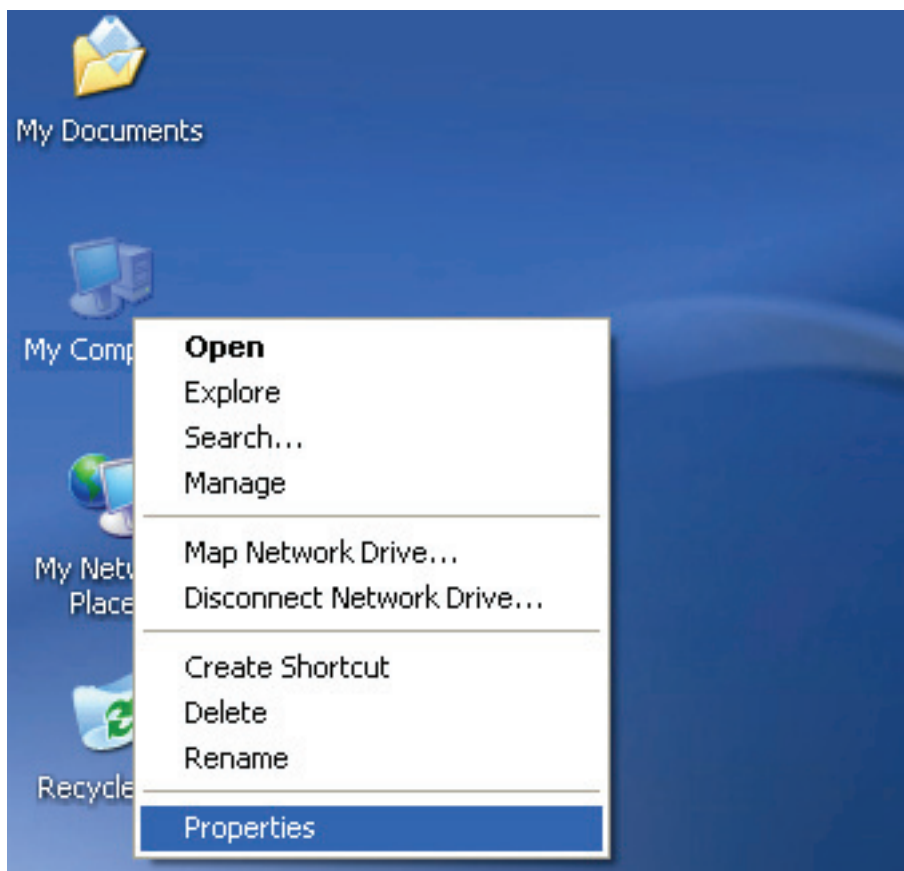 My Documents
My Comp
Open
Explore
Search...
Manage
Map Network Drive...
Disconnect Network Drive...
My Netw
Place
Create Shortcut
Delete
Rename
Recycle
Properties